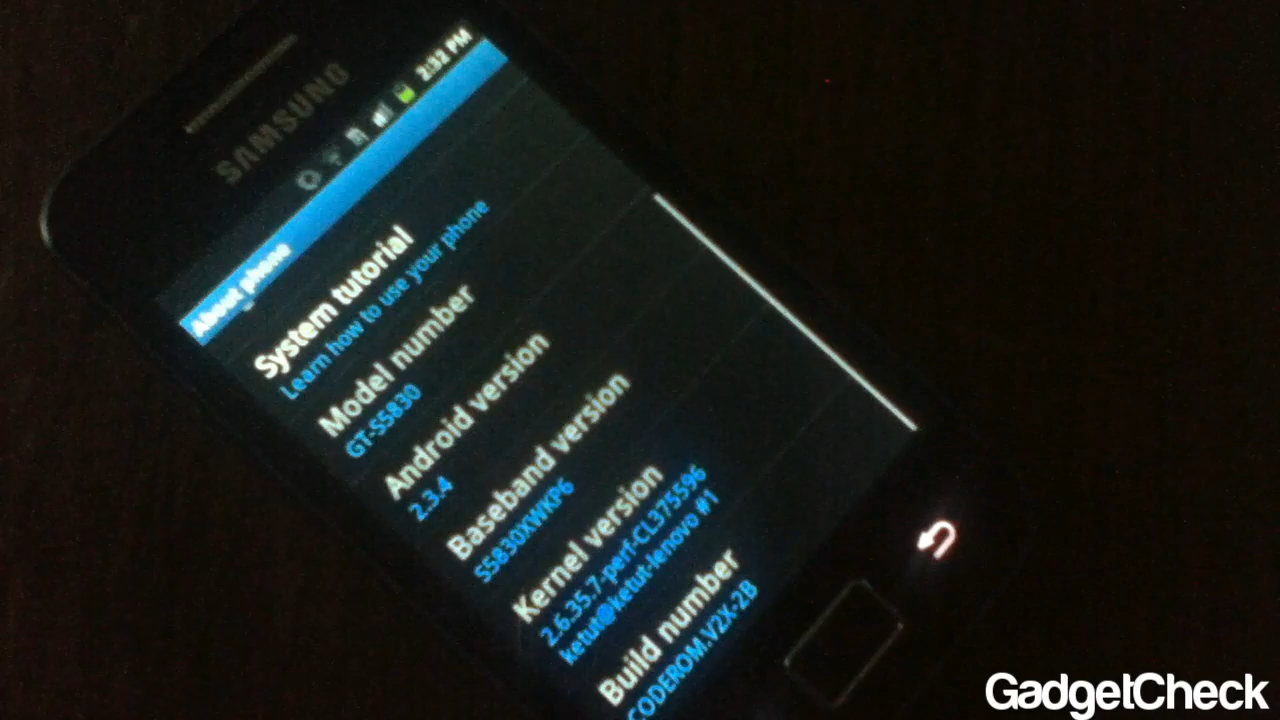 SAMSUNG
2:32 PM
About phone
System tutorial
Learn how to use your phone
Model number
GT-S5830
Android version
2.3.4
Baseband version
S5830XWKP6
Kernel version
2.6.35.7-perf-CL375596
ketut@ketut-lenovo #1
Build number
CODEROM.V2X-2B
GadgetCheck